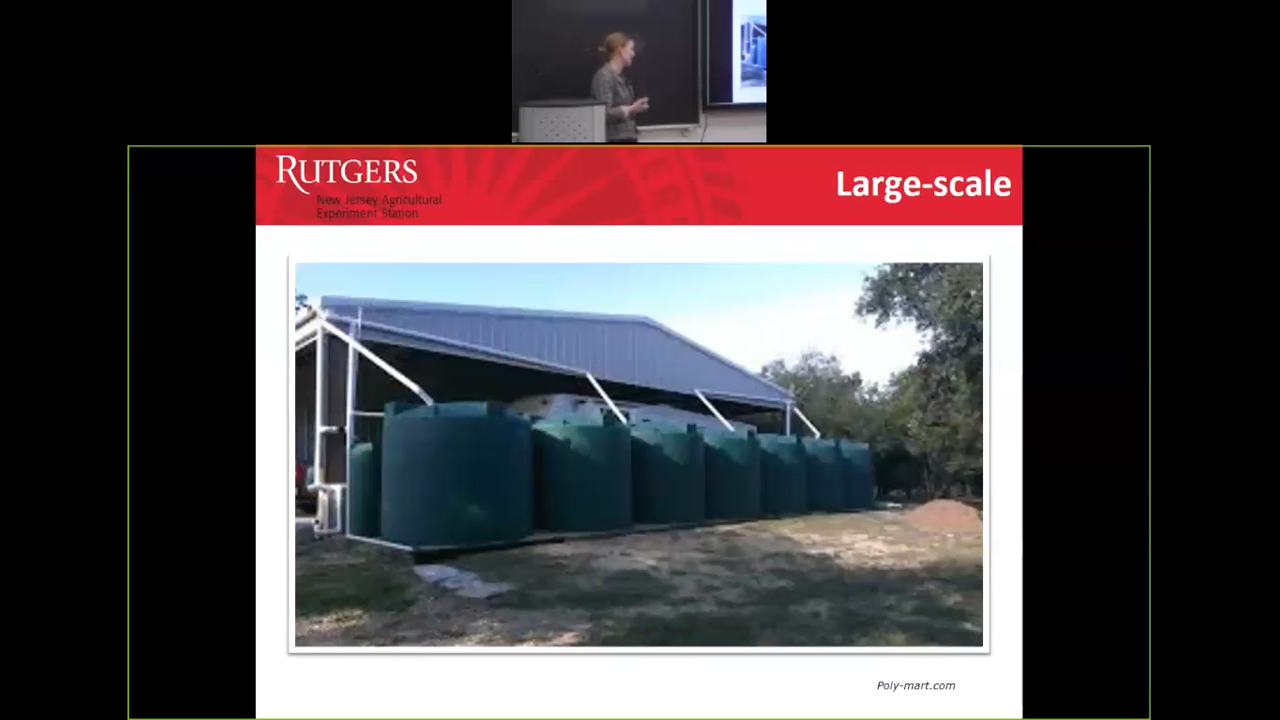 RUTGERS
New Jersey Agricultural
Experiment Station
Large-scale
Poly-mart.com